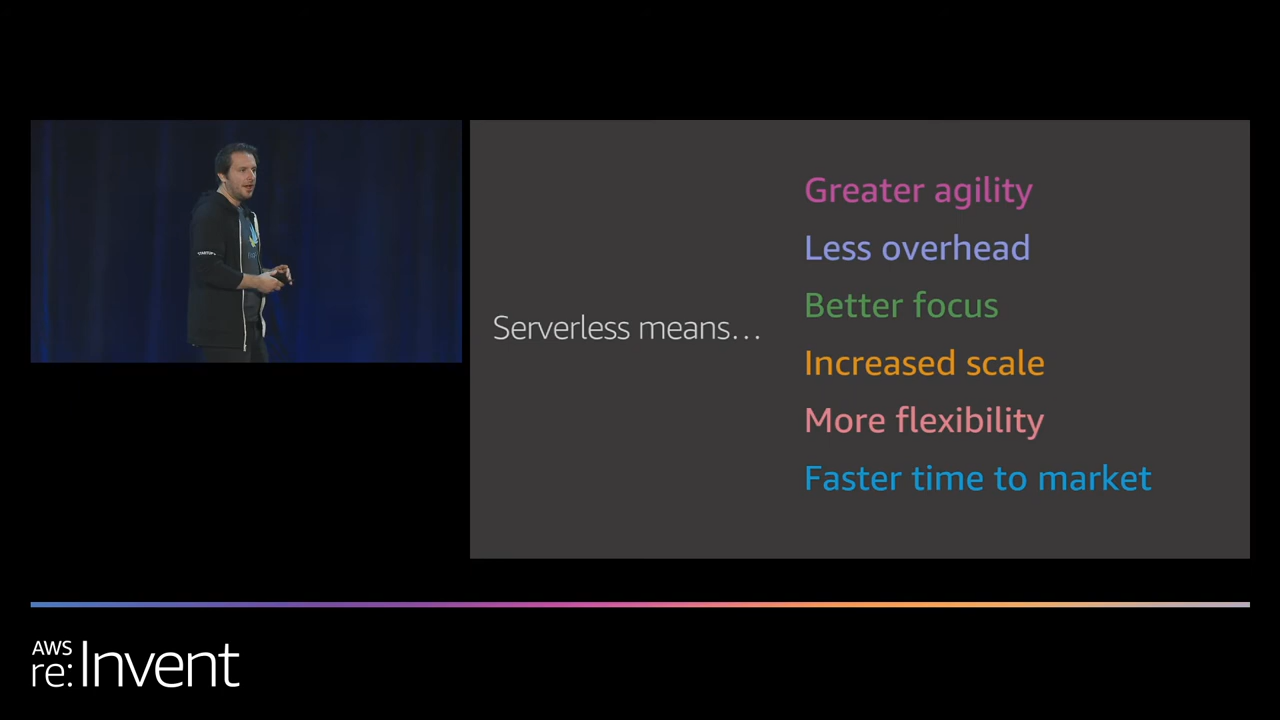 Serverless means…
Greater agility
Less overhead
Better focus
Increased scale
More flexibility
Faster time to market
AWS
re:Invent